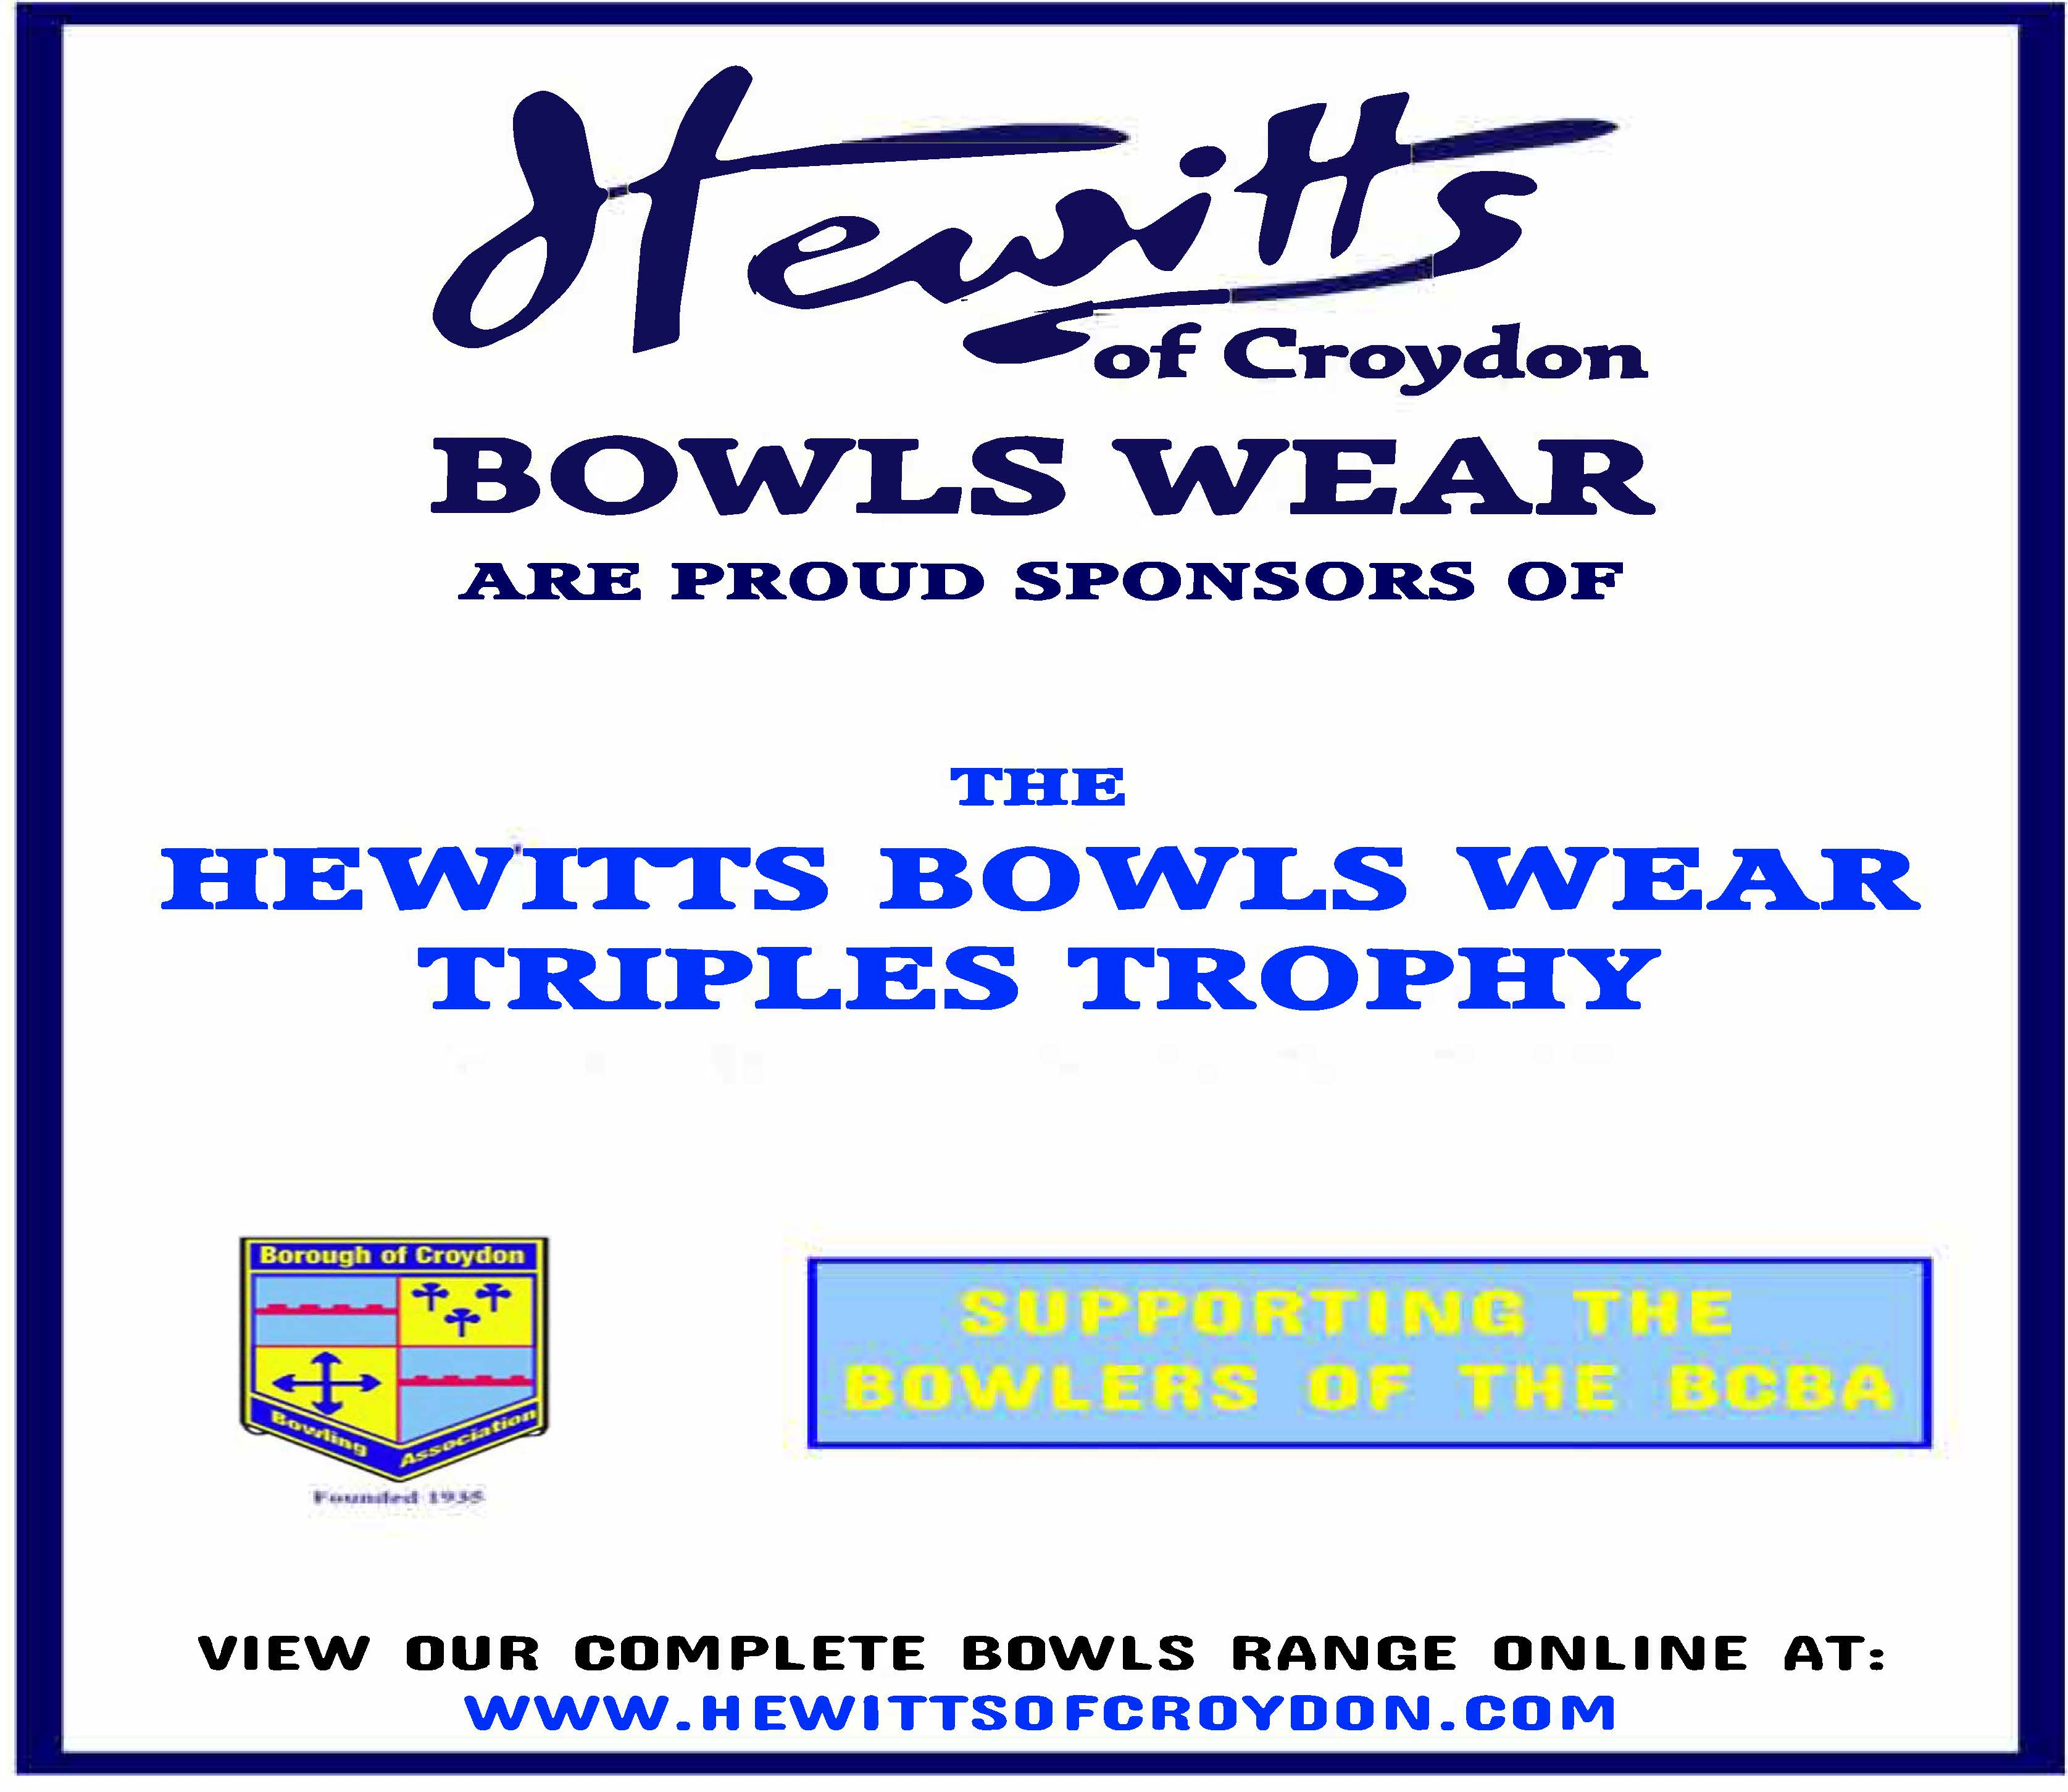 Hewitts
of Croydon
BOWLS WEAR
ARE PROUD SPONSORS OF
THE
HEWITTS BOWLS WEAR
TRIPLES TROPHY
Borough of Croydon
Bowling Association
Founded 1935
SUPPORTING THE
BOWLERS OF THE BCBA
VIEW OUR COMPLETE BOWLS RANGE ONLINE AT:
WWW.HEWITTSOFCROYDON.COM